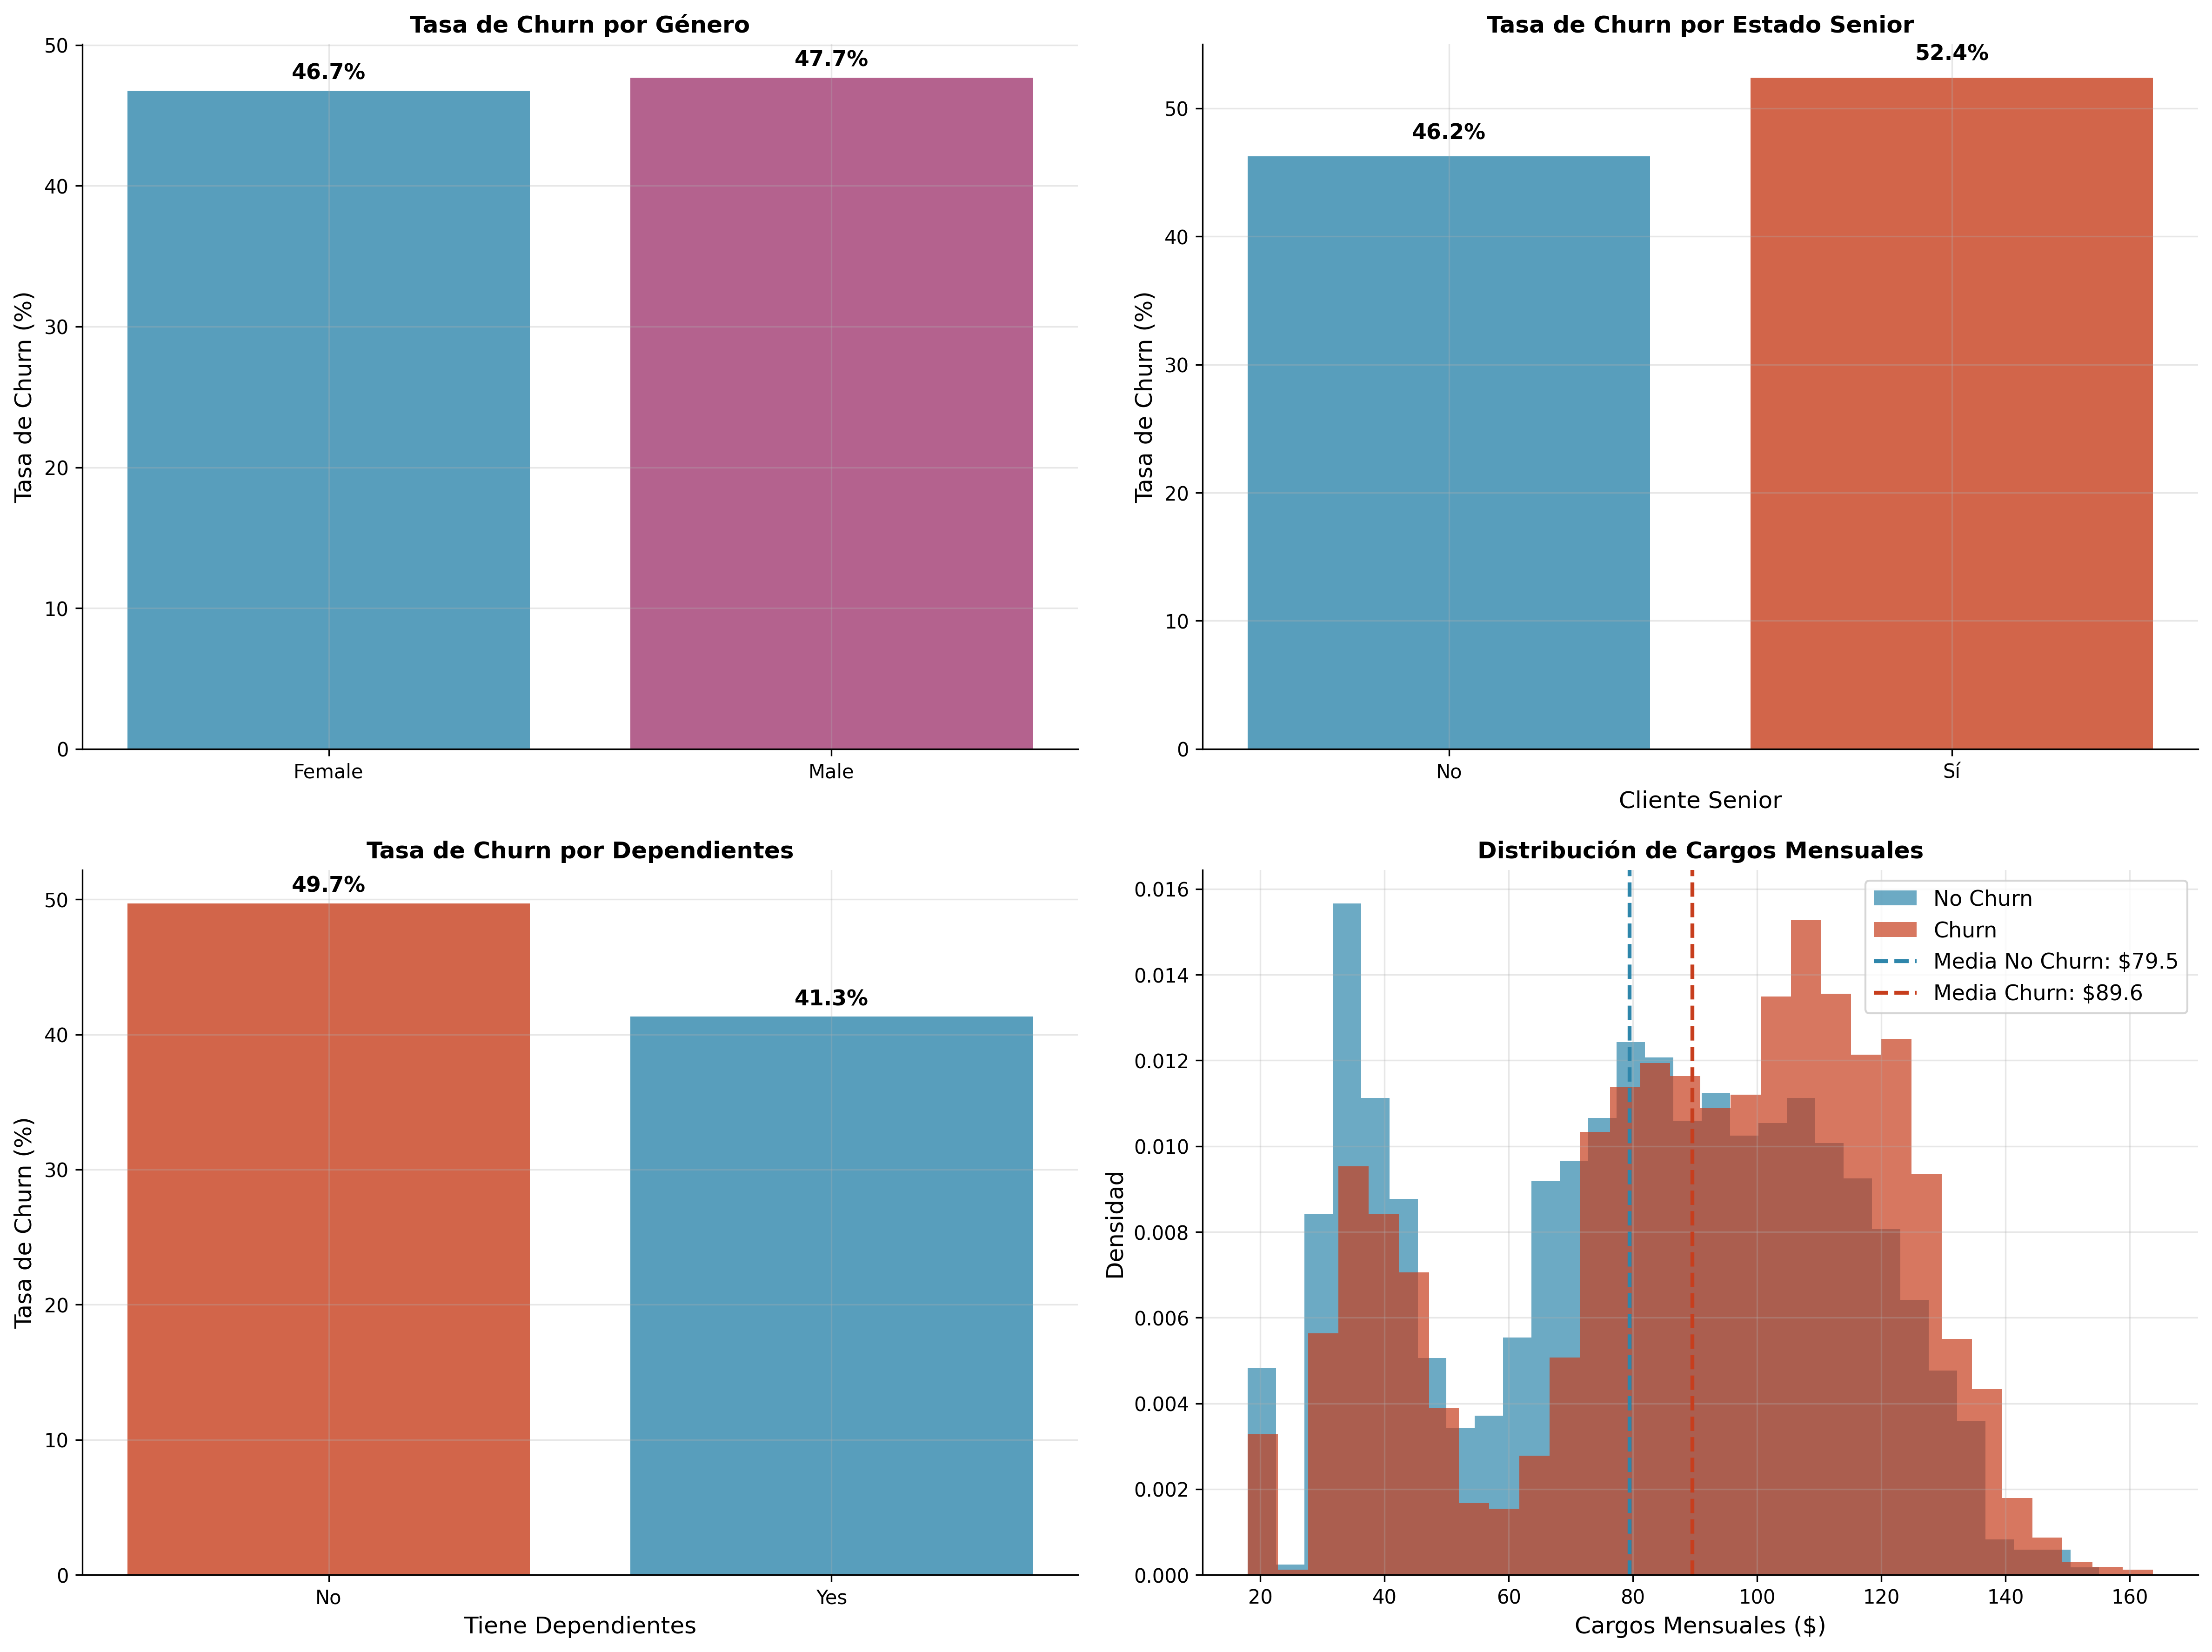 Tasa de Churn por Género
Tasa de Churn (%)
50
40
30
20
10
0
46.7%
47.7%
Female
Male
Tasa de Churn por Estado Senior
Tasa de Churn (%)
50
40
30
20
10
0
46.2%
52.4%
No
Sí
Cliente Senior
Tasa de Churn por Dependientes
Tasa de Churn (%)
50
40
30
20
10
0
49.7%
41.3%
No
Yes
Tiene Dependientes
Distribución de Cargos Mensuales
Densidad
0.016
0.014
0.012
0.010
0.008
0.006
0.004
0.002
0.000
No Churn
Churn
Media No Churn: $79.5
Media Churn: $89.6
20
40
60
80
100
120
140
160
Cargos Mensuales ($)